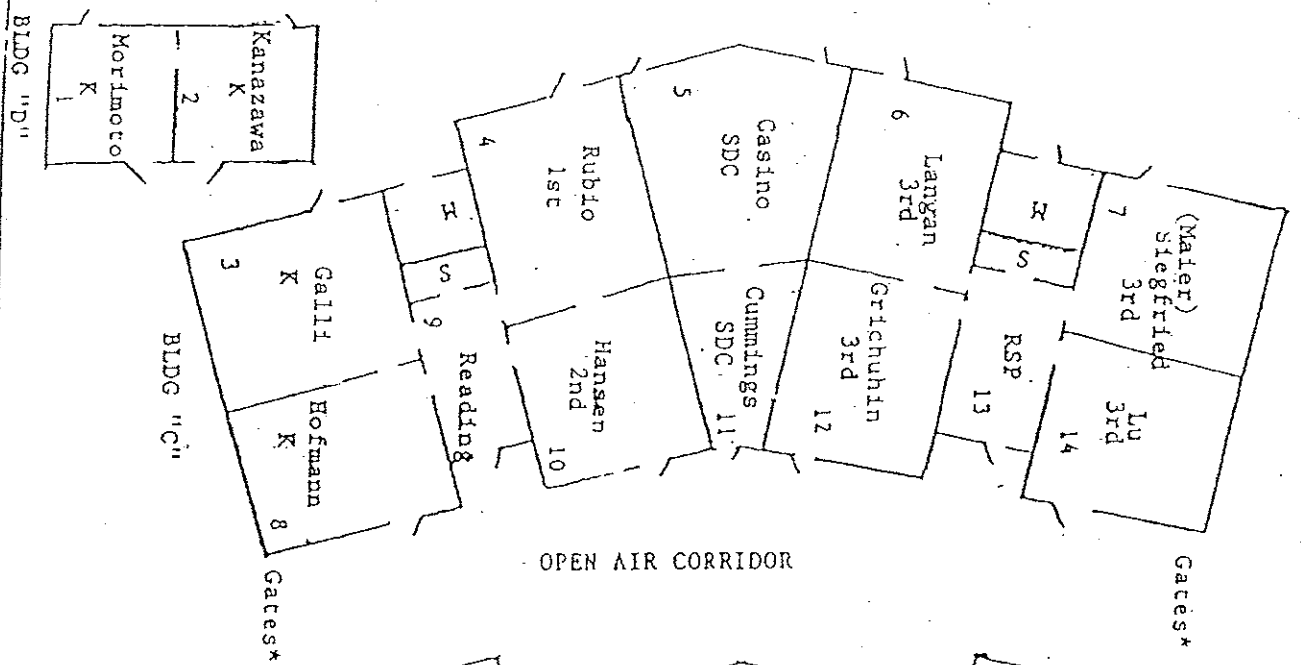 BLDG "D"
Morimoto
K
1
Kanazawa
K
2
Galli
K
3
BLDG "C"
Hofmann
K
8
W
S
9
Reading
Rubio
1st
4
Hansen
2nd
10
Casino
SDC
5
Cummings
SDC
11
Langan
3rd
6
Grichuhin
3rd
12
W
S
RSP
13
(Maier)
Siegfried
3rd
7
Lu
3rd
14
OPEN AIR CORRIDOR
Gates*
Gates*